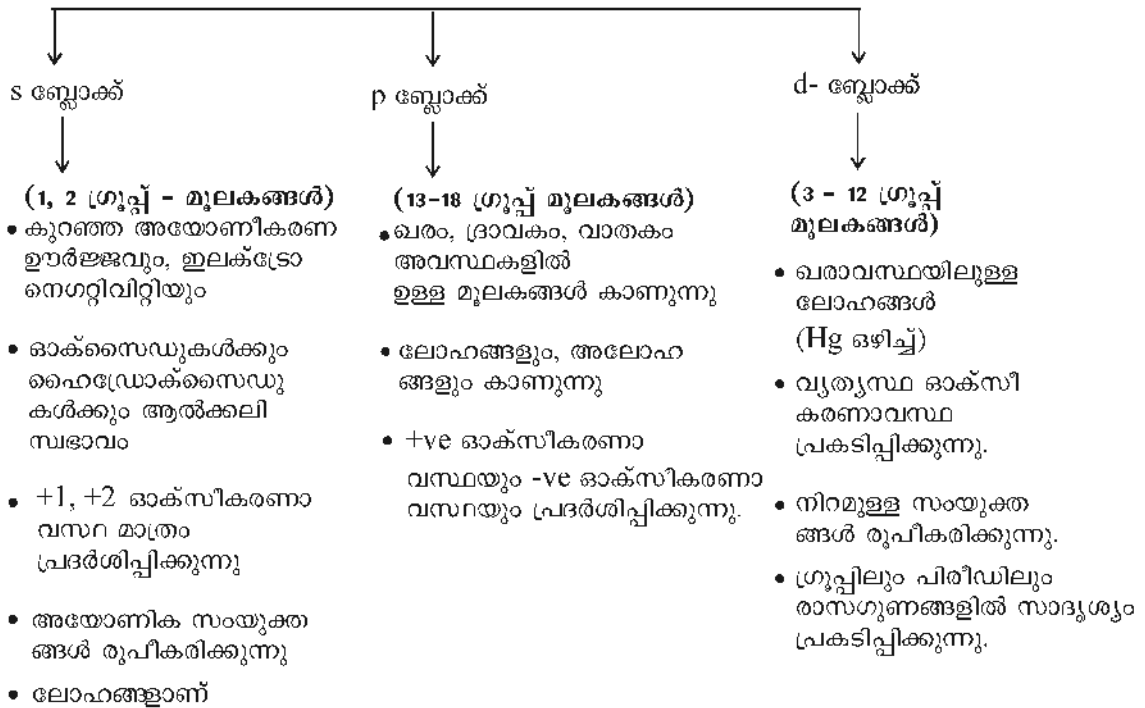 s ബ്ലോക്ക്
(1, 2 ഗ്രൂപ്പ് - മൂലകങ്ങൾ)
• കുറഞ്ഞ അയോണീകരണ
ഊർജ്ജവും, ഇലക്ട്രോ
നെഗറ്റിവിറ്റിയും
• ഓക്സൈഡുകൾക്കും
ഹൈഡ്രോക്സൈഡു
കൾക്കും ആൽക്കലി
സ്വഭാവം
• +1, +2 ഓക്സീകരണാ
വസ്ഥ മാത്രം
പ്രദർശിപ്പിക്കുന്നു
• അയോണിക സംയുക്ത
ങ്ങൾ രൂപീകരിക്കുന്നു
• ലോഹങ്ങളാണ്
p ബ്ലോക്ക്
(13-18 ഗ്രൂപ്പ് മൂലകങ്ങൾ)
• ഖരം, ദ്രാവകം, വാതകം
അവസ്ഥകളിൽ
ഉള്ള മൂലകങ്ങൾ കാണുന്നു
• ലോഹങ്ങളും, അലോഹ
ങ്ങളും കാണുന്നു
• +ve ഓക്സീകരണാ
വസ്ഥയും -ve ഓക്സീകരണാ
വസ്ഥയും പ്രദർശിപ്പിക്കുന്നു.
d- ബ്ലോക്ക്
(3 - 12 ഗ്രൂപ്പ്
മൂലകങ്ങൾ)
• ഖരാവസ്ഥയിലുള്ള
ലോഹങ്ങൾ
(Hg ഒഴിച്ച്)
• വ്യത്യസ്ഥ ഓക്സീ
കരണാവസ്ഥ
പ്രകടിപ്പിക്കുന്നു.
• നിറമുള്ള സംയുക്ത
ങ്ങൾ രൂപീകരിക്കുന്നു.
• ഗ്രൂപ്പിലും പിരീഡിലും
രാസഗുണങ്ങളിൽ സാദൃശ്യം
പ്രകടിപ്പിക്കുന്നു.